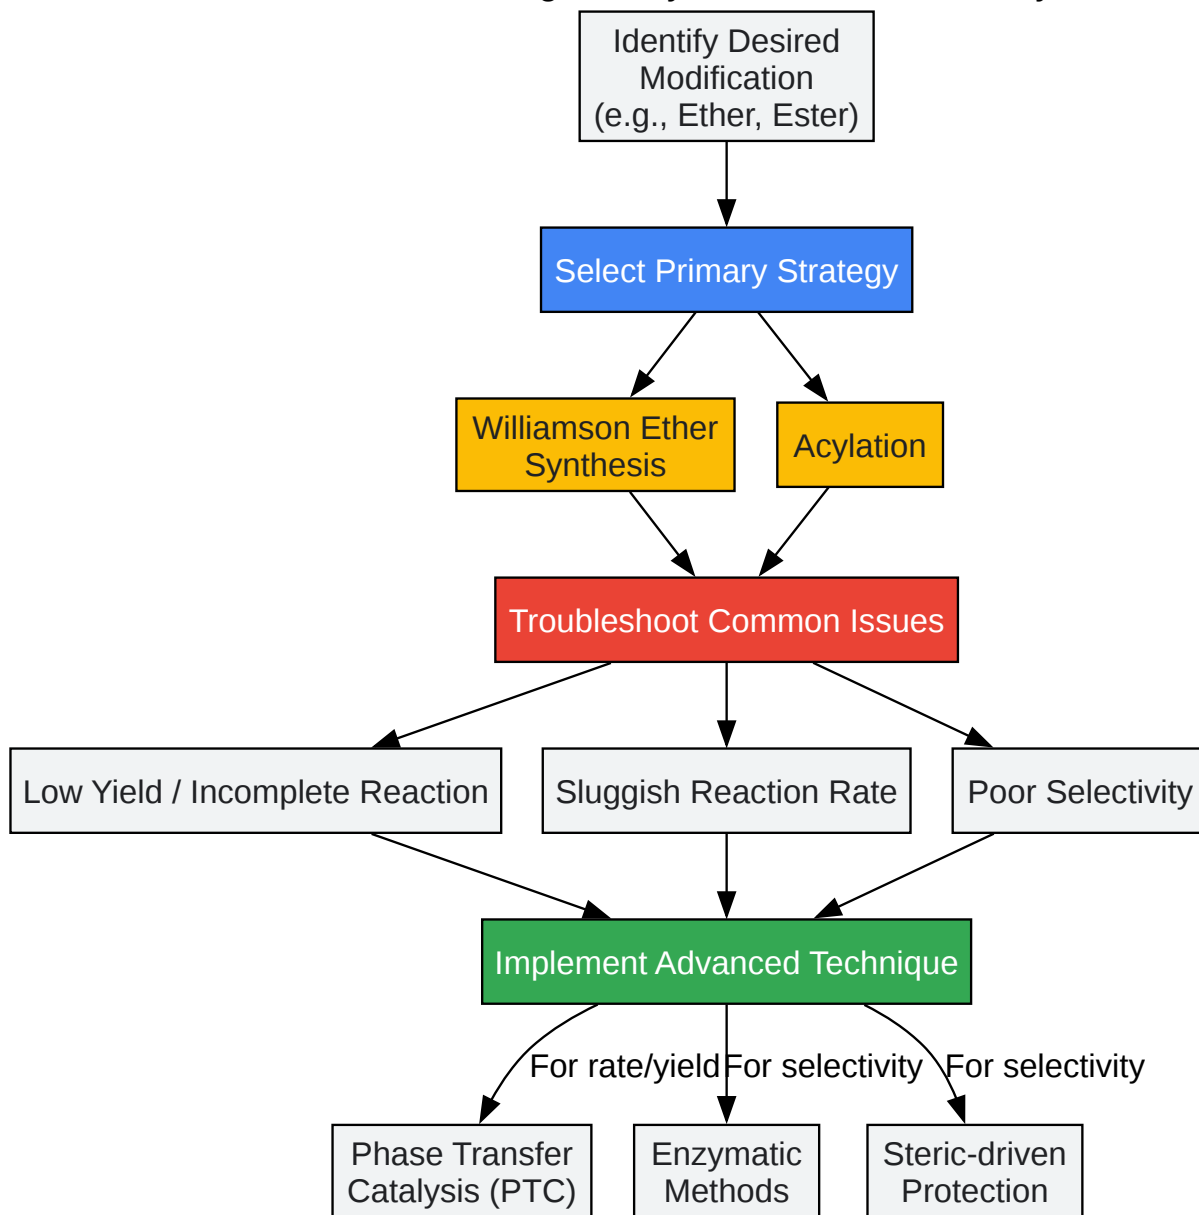 Identify Desired
Modification
(e.g., Ether, Ester)
Select Primary Strategy
Williamson Ether
Synthesis
Acylation
Troubleshoot Common Issues
Low Yield / Incomplete Reaction
Sluggish Reaction Rate
Poor Selectivity
Implement Advanced Technique
For rate/yield
For selectivity
For selectivity
Phase Transfer
Catalysis (PTC)
Enzymatic
Methods
Steric-driven
Protection